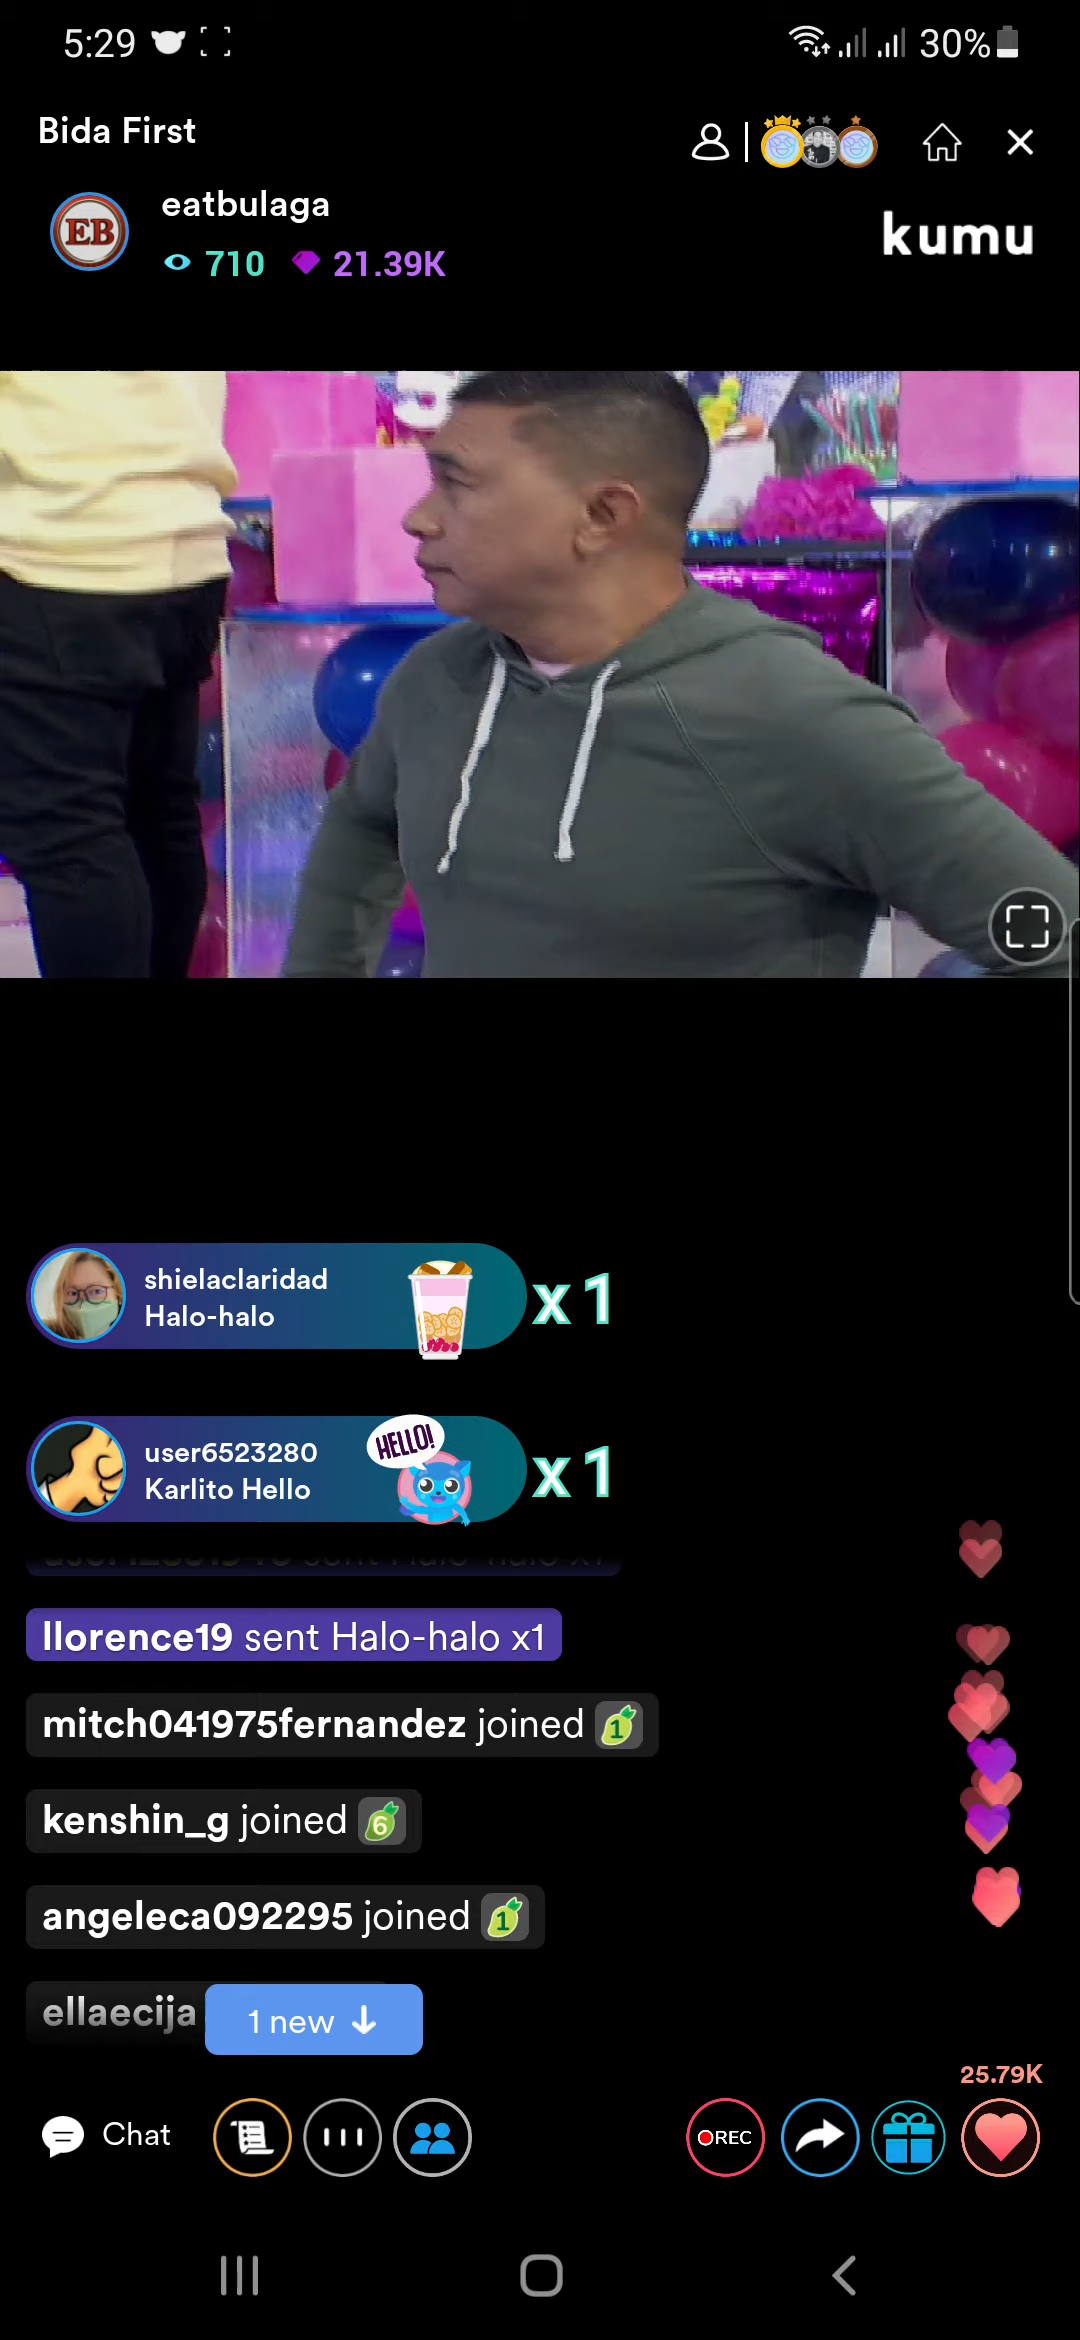 5:29
30%
Bida First
EB
eatbulaga
710
21.39K
kumu
shielaclaridad
Halo-halo
x 1
HELLO!
user6523280
Karlito Hello
x 1
llorence19 sent Halo-halo x1
mitch041975fernandez joined 1
kenshin_g joined 6
angeleca092295 joined 1
ellaecija
1 new
25.79K
Chat
REC